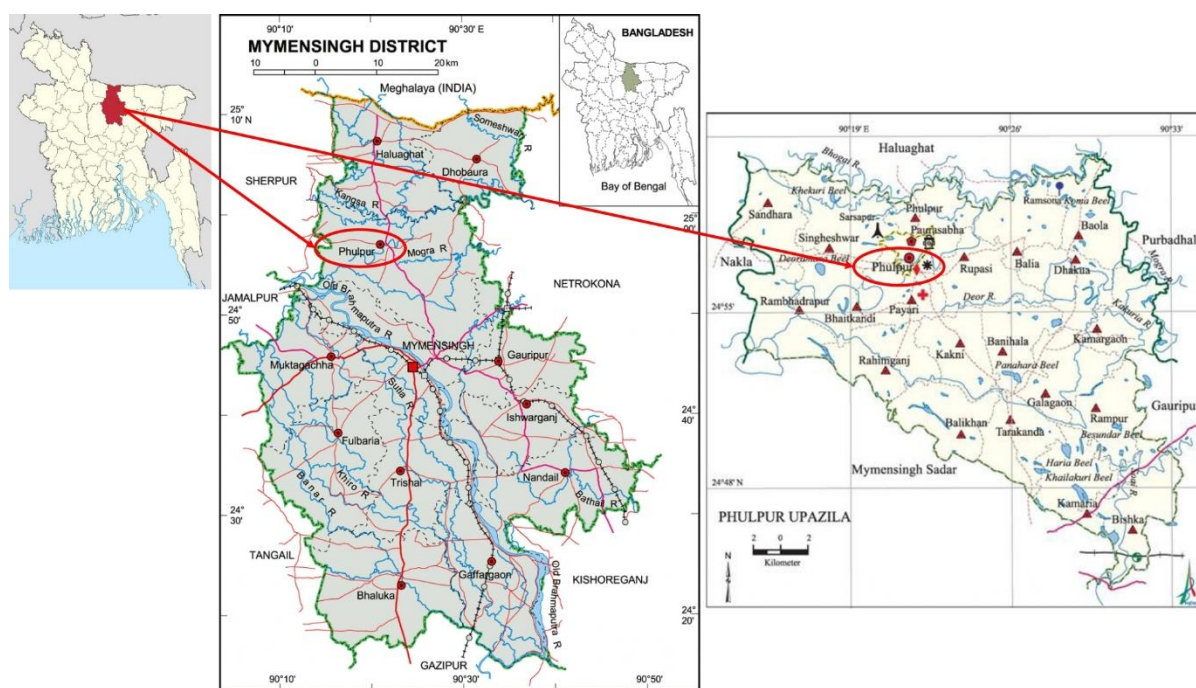 90°10'
90°30' E
MYMENSINGH DISTRICT
10 0 10 20km
BANGLADESH
Bay of Bengal
Meghalaya (INDIA)
25°
10' N
Someshwari R
Haluaghat
Dhobaura
SHERPUR
Kangsa R
25°
00'
Phulpur
Mogra R
NETROKONA
JAMALPUR
Old Brahmaputra R
24°
50'
MYMENSINGH
Gauripur
Muktagachha
Sutia R
Ishwarganj
24°
40'
Fulbaria
Khiro R
Trishal
Nandail
Banar R
Bathail R
24°
30'
TANGAIL
Gaffargaon
KISHOREGANJ
Bhaluka
Old Brahmaputra R
24°
20'
GAZIPUR
90°10'
90°30'
90°50'
90°19'E
90°26'
90°33'
Haluaghat
Bhogai R.
Khekuri Beel
Ramsona Komu Beel
Sandhara
Sarsapur
Phulpur
Paurasabha
Baola
Singheshwar
Purbadhala
Nakla
Phulpur
Rupasi
Balia
Dhakua
Mogra R.
Rambhadrapur
Deor R.
24°55'
Bhaitkandi
Payari
Kamargaon
Kakni
Banihala
Rahimganj
Panahara Beel
Galagaon
Gauripur
Balikhan
Tarakanda
Rampur
Besundar Beel
Mymensingh Sadar
Haria Beel
24°48'N
Khailakuri Beel
Kamaria
Bishka
PHULPUR UPAZILA
2 0 2
Kilometer
N